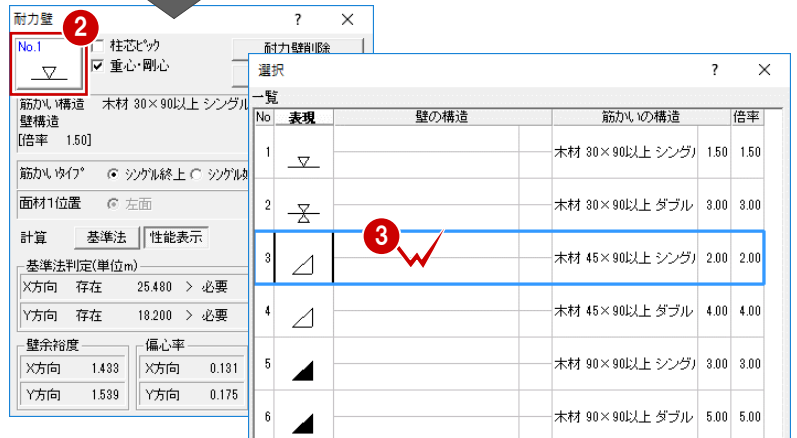 耐力壁 ? ×
2
No.1
柱芯ピック
重心・剛心
耐力壁削除
筋かい構造 木材 30×90以上 シングル
壁構造
[倍率 1.50]
筋かいタイプ シングル終上 シングル
面材1位置 左面
計算 基準法 性能表示
基準法判定(単位m)
X方向 存在 25.480 > 必要
Y方向 存在 18.200 > 必要
壁余裕度
X方向 1.433
Y方向 1.539
偏心率
X方向 0.131
Y方向 0.175
選択 ? ×
一覧
No 表現 壁の構造 筋かいの構造 倍率
1 木材 30×90以上 シング 1.50 1.50
2 木材 30×90以上 ダブル 3.00 3.00
3
3 木材 45×90以上 シング 2.00 2.00
4 木材 45×90以上 ダブル 4.00 4.00
5 木材 90×90以上 シング 3.00 3.00
6 木材 90×90以上 ダブル 5.00 5.00